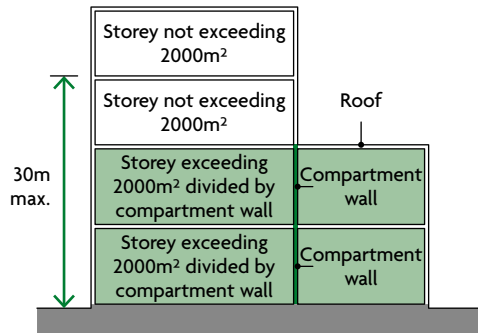 Storey not exceeding
2000m²
Storey not exceeding
2000m²
Roof
30m
max.
Storey exceeding
2000m² divided by
compartment wall
Compartment
wall
Storey exceeding
2000m² divided by
compartment wall
Compartment
wall